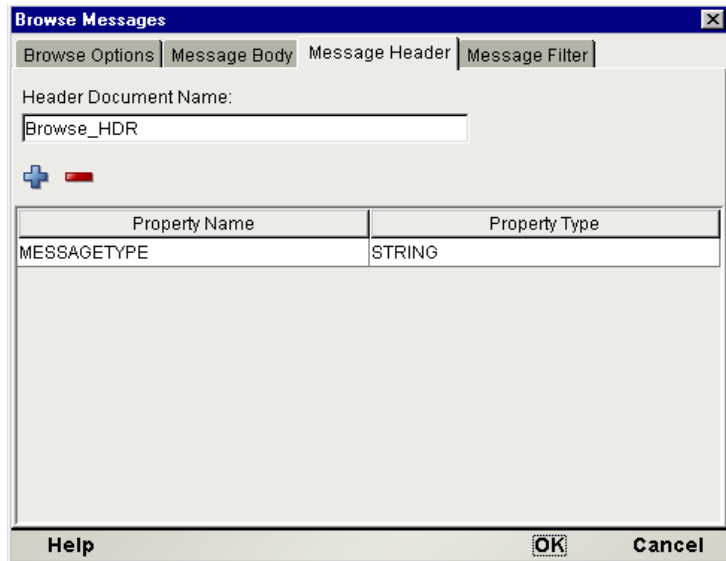 Browse Messages
Browse Options Message Body Message Header Message Filter
Header Document Name:
Browse_HDR
Property Name Property Type
MESSAGETYPE STRING
Help OK Cancel